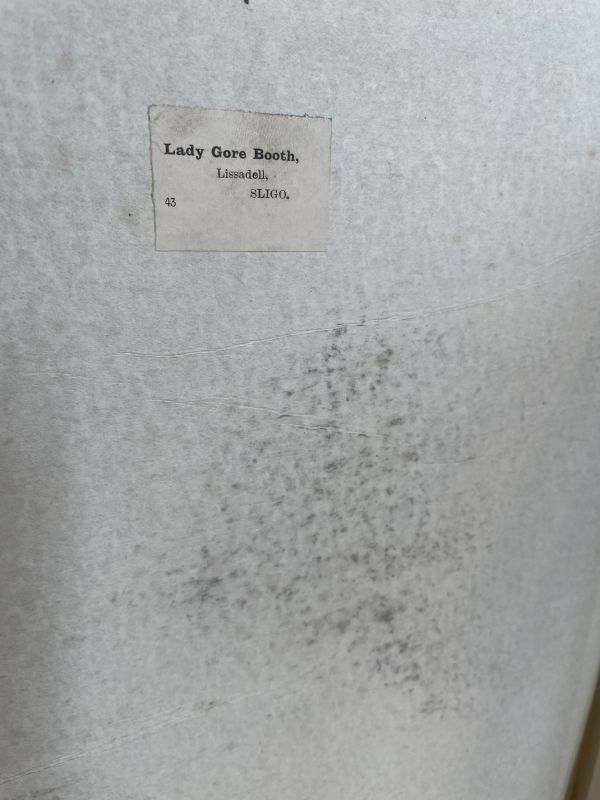 Lady Gore Booth,
Lissadell,
SLIGO.
43